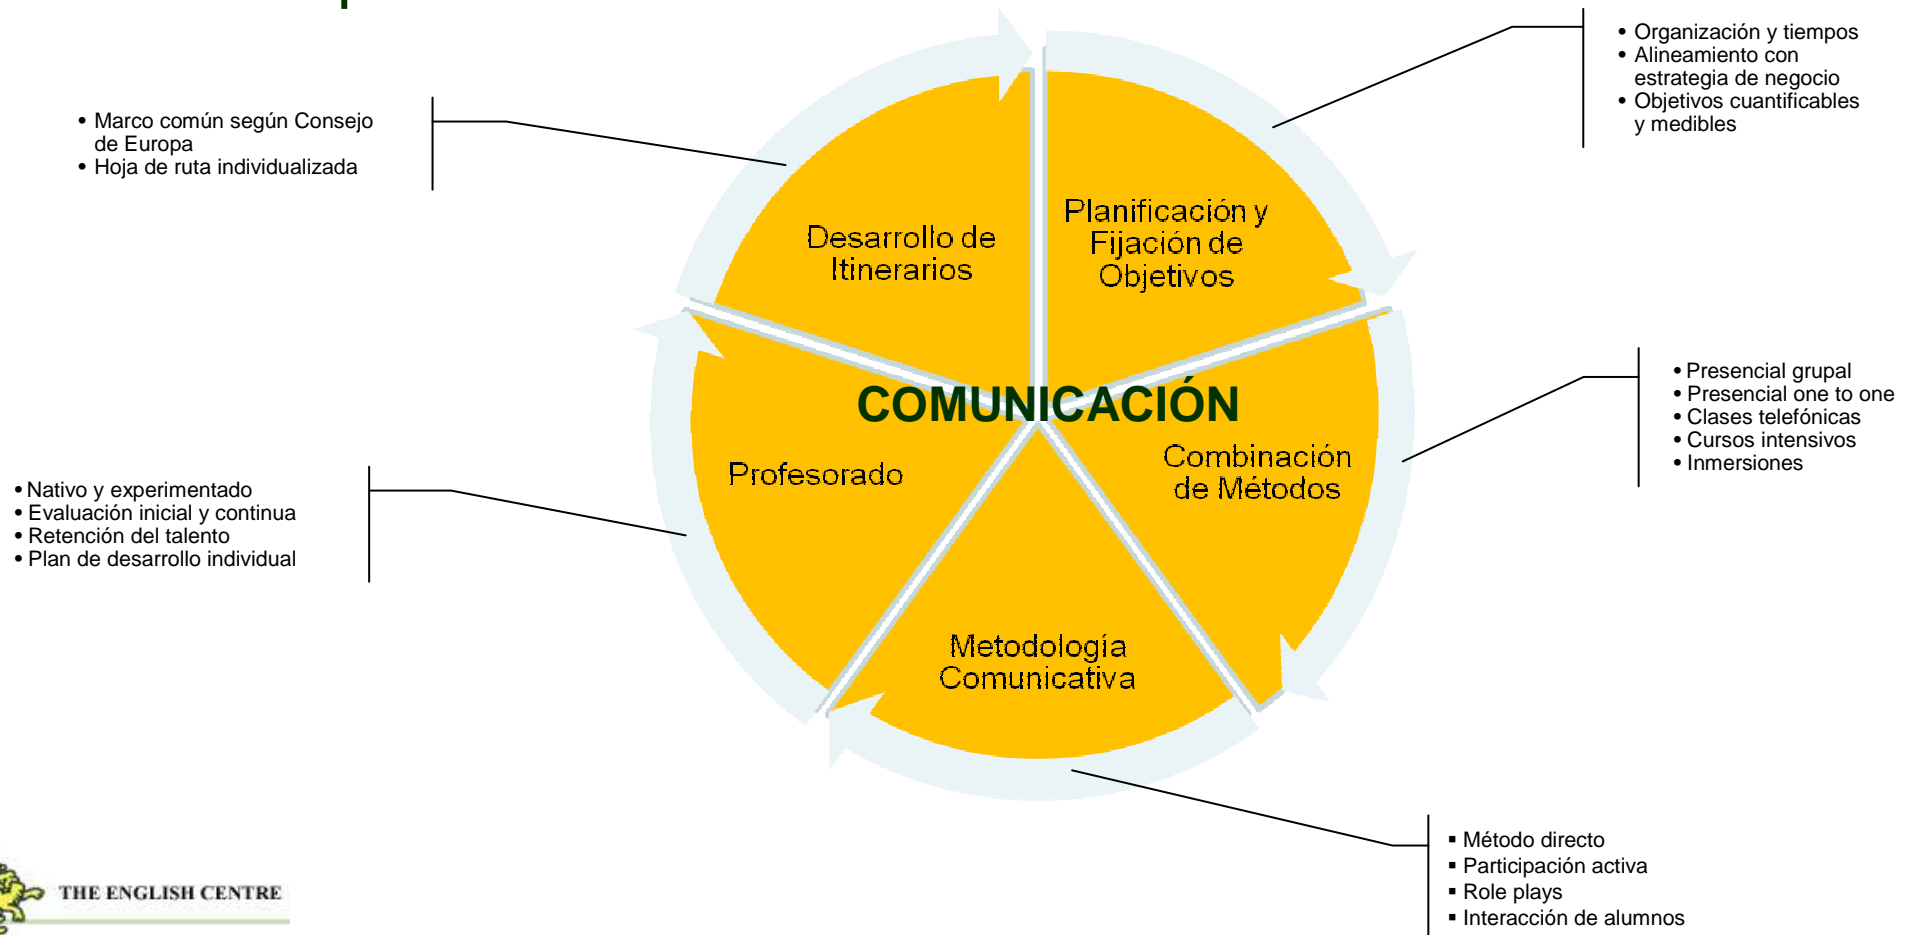 • Organización y tiempos
• Alineamiento con
estrategia de negocio
• Objetivos cuantificables
y medibles
• Marco común según Consejo
de Europa
• Hoja de ruta individualizada
Desarrollo de
Itinerarios
Planificación y
Fijación de
Objetivos
COMUNICACIÓN
• Presencial grupal
• Presencial one to one
• Clases telefónicas
• Cursos intensivos
• Inmersiones
Profesorado
Combinación
de Métodos
• Nativo y experimentado
• Evaluación inicial y continua
• Retención del talento
• Plan de desarrollo individual
Metodología
Comunicativa
▪ Método directo
▪ Participación activa
▪ Role plays
▪ Interacción de alumnos
THE ENGLISH CENTRE